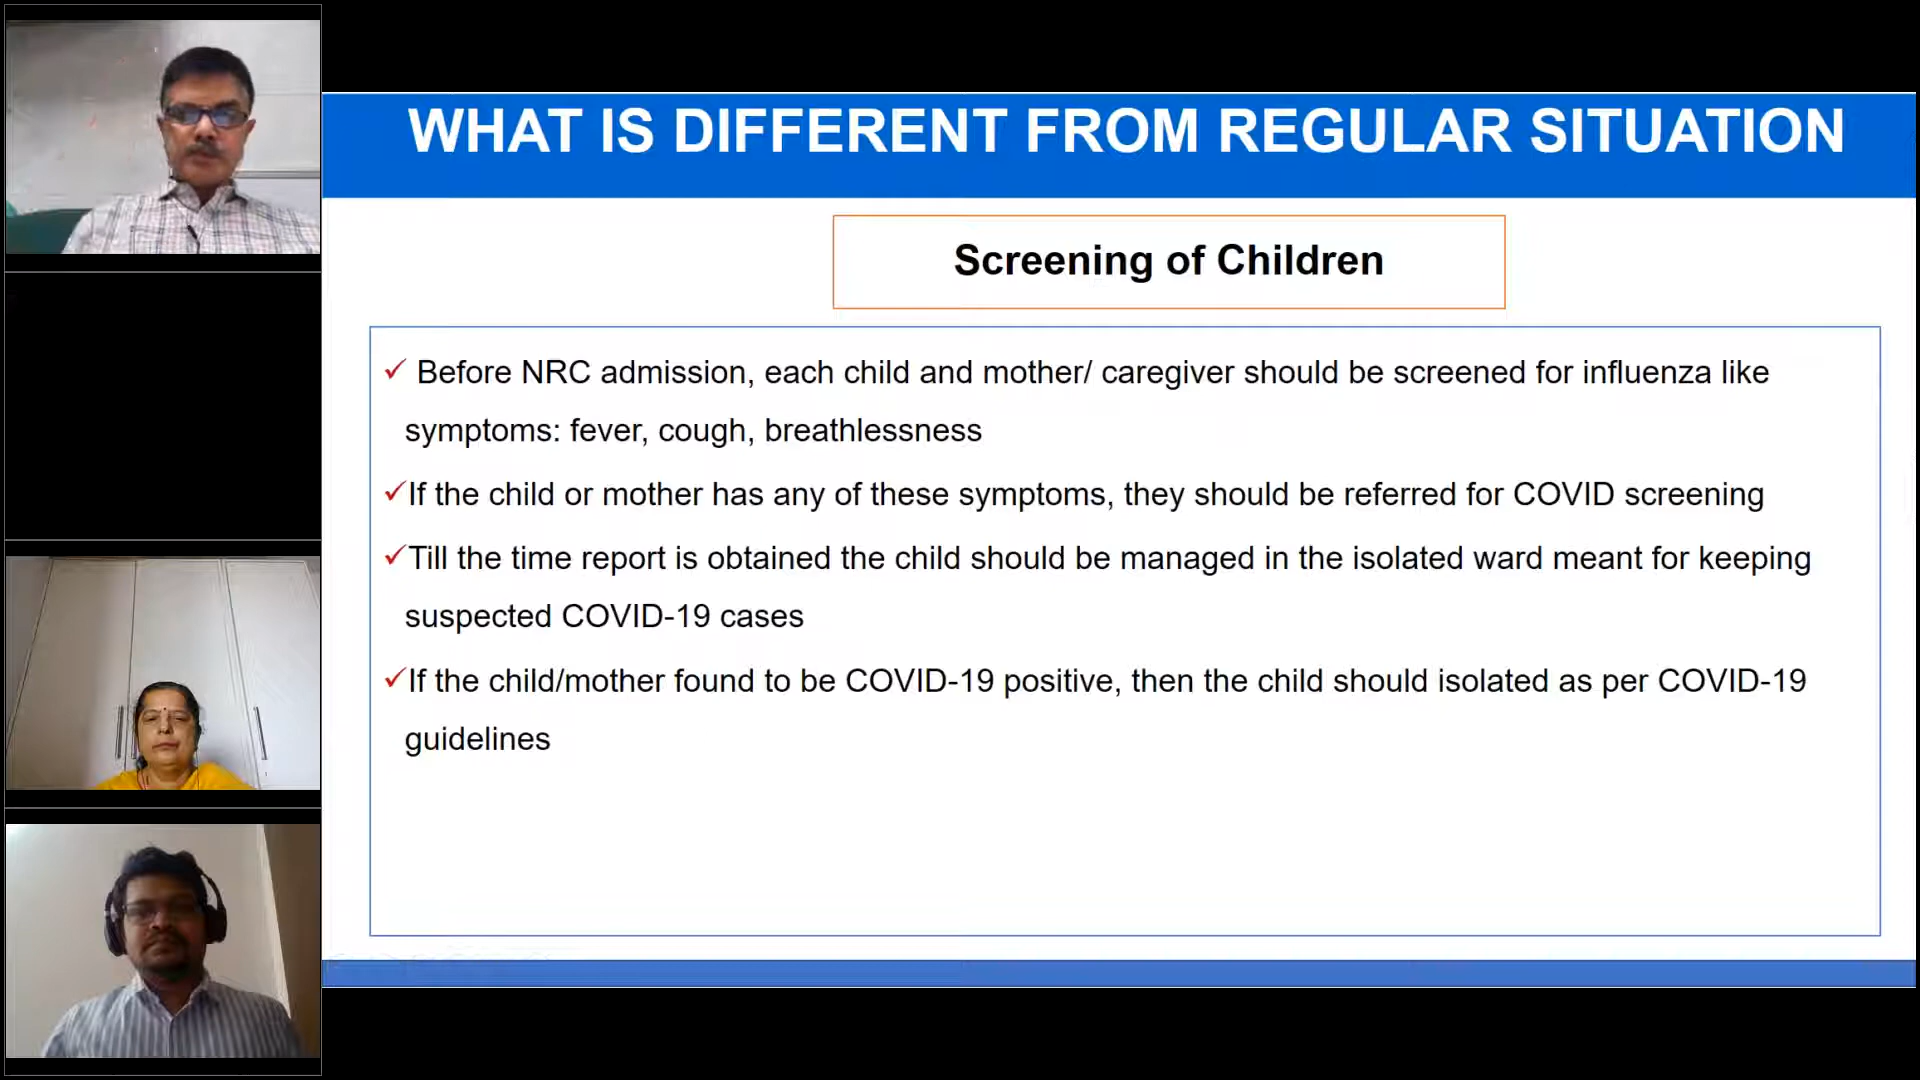 WHAT IS DIFFERENT FROM REGULAR SITUATION
Screening of Children
✓ Before NRC admission, each child and mother/ caregiver should be screened for influenza like
symptoms: fever, cough, breathlessness
✓If the child or mother has any of these symptoms, they should be referred for COVID screening
✓Till the time report is obtained the child should be managed in the isolated ward meant for keeping
suspected COVID-19 cases
✓If the child/mother found to be COVID-19 positive, then the child should isolated as per COVID-19
guidelines